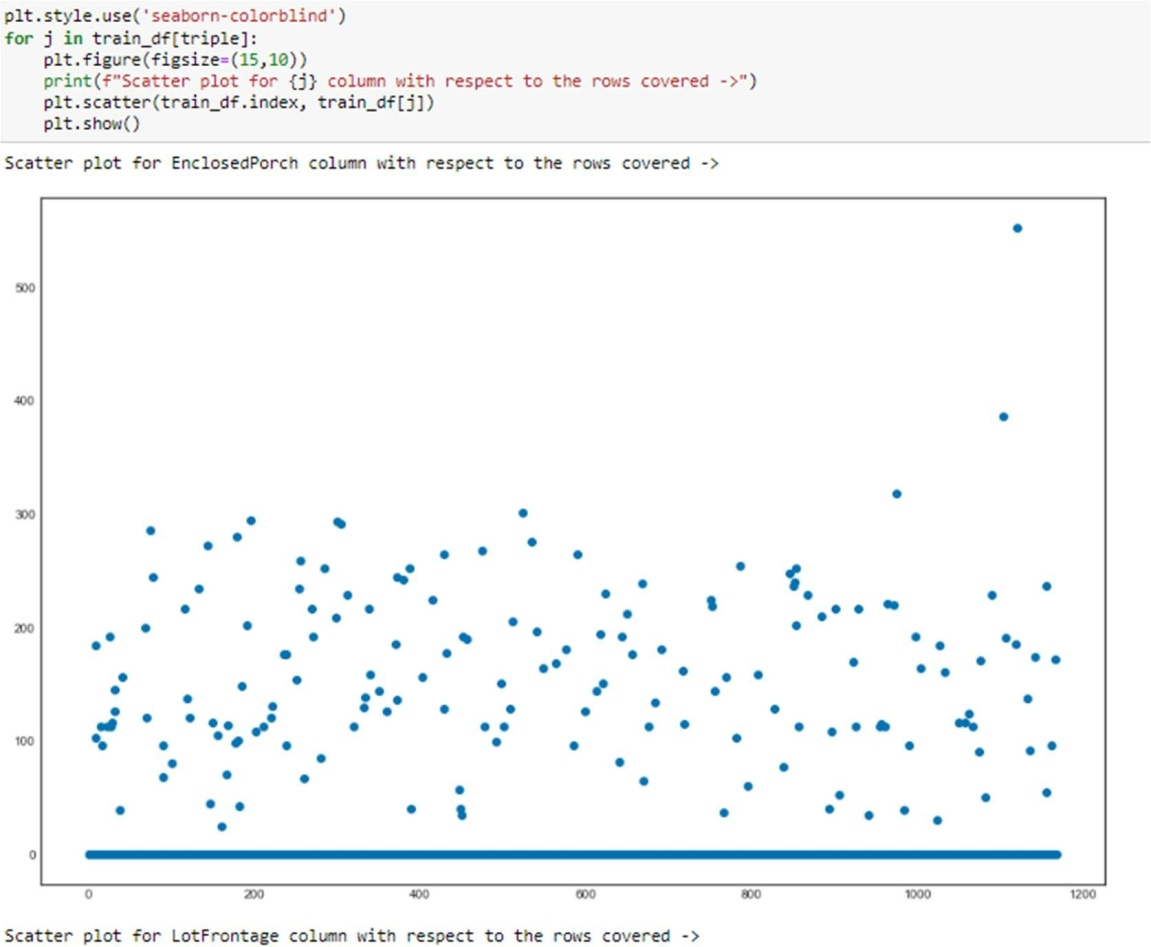 plt.style.use('seaborn-colorblind')
for j in train_df[triple]:
    plt.figure(figsize=(15,10))
    print(f"Scatter plot for {j} column with respect to the rows covered ->")
    plt.scatter(train_df.index, train_df[j])
    plt.show()
Scatter plot for EnclosedPorch column with respect to the rows covered ->
500
400
300
200
100
0
0 200 400 600 800 1000 1200
Scatter plot for LotFrontage column with respect to the rows covered ->